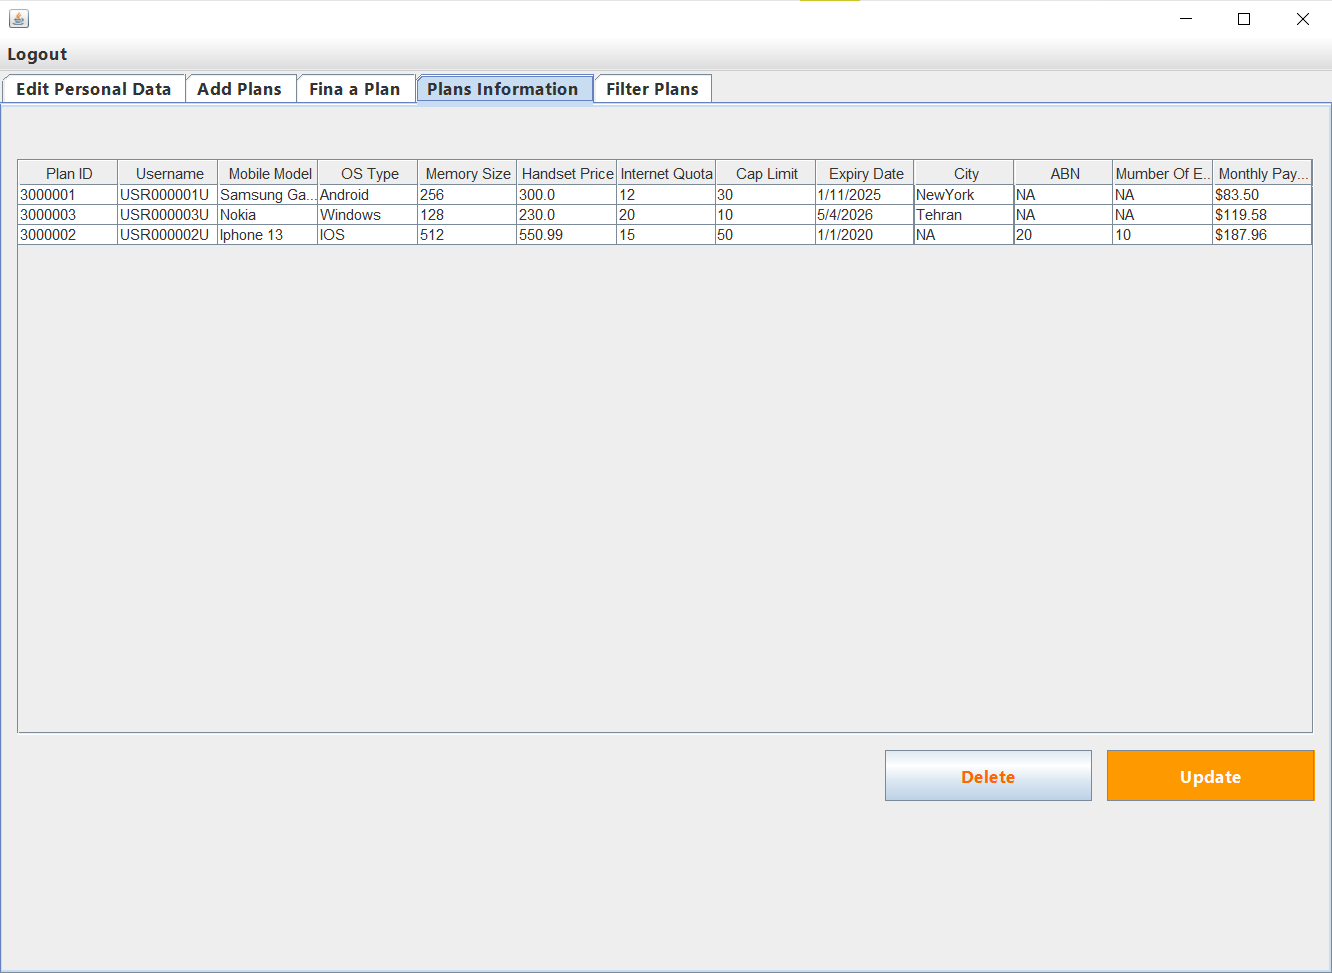 Logout
Edit Personal Data Add Plans Fina a Plan Plans Information Filter Plans
Plan ID Username Mobile Model OS Type Memory Size Handset Price Internet Quota Cap Limit Expiry Date City ABN Mumber Of E... Monthly Pay...
3000001 USR000001U Samsung Ga... Android 256 300.0 12 30 1/11/2025 NewYork NA NA $83.50
3000003 USR000003U Nokia Windows 128 230.0 20 10 5/4/2026 Tehran NA NA $119.58
3000002 USR000002U Iphone 13 IOS 512 550.99 15 50 1/1/2020 NA 20 10 $187.96
Delete Update